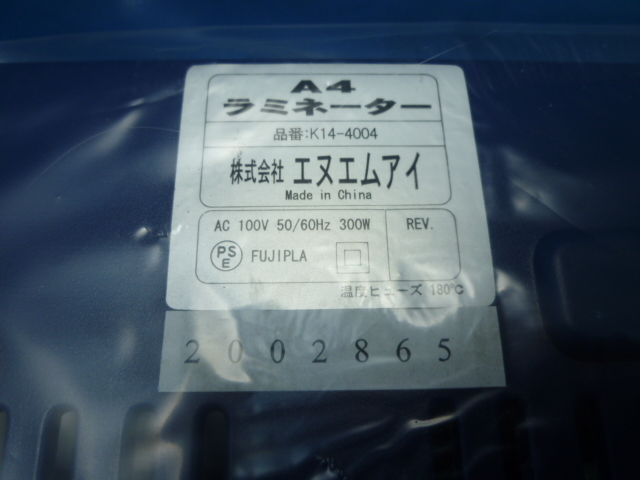 A4
ラミネーター
品番:K14-4004
株式会社 エヌエムアイ
Made in China
AC 100V 50/60Hz 300W
REV.
PS
E
FUJIPLA
温度ヒューズ 180℃
2002865